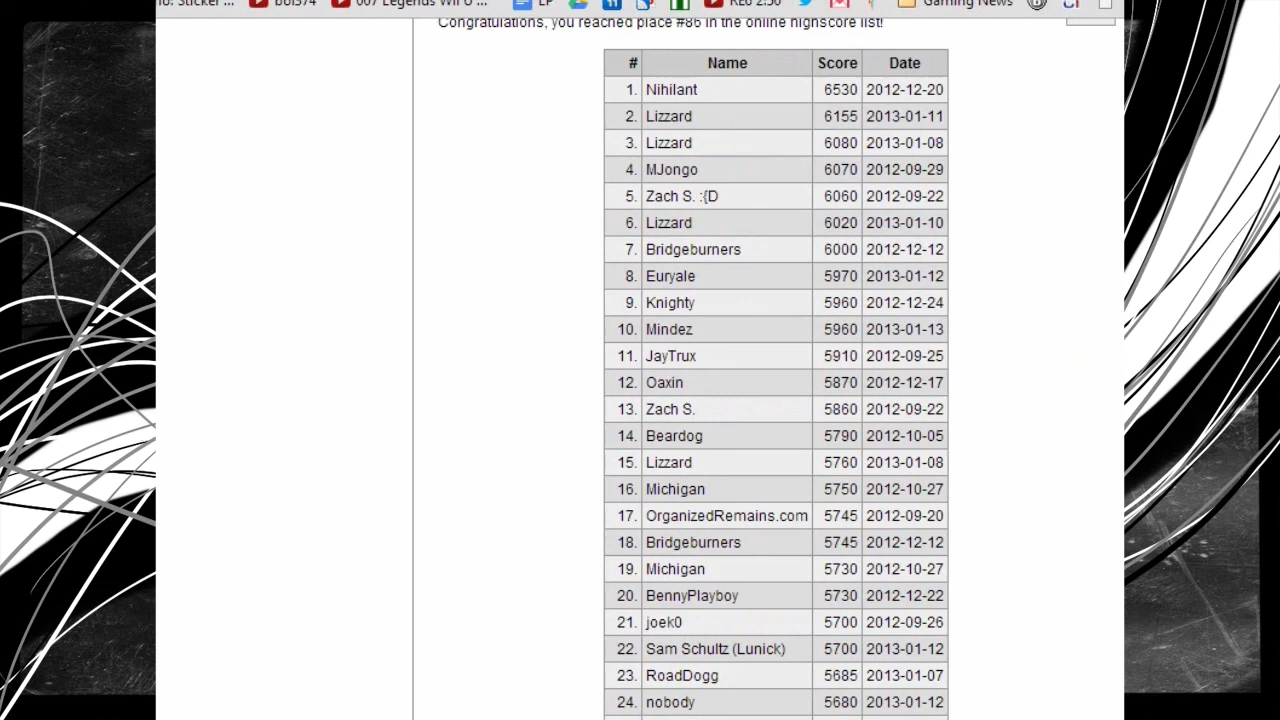 bol374
007 Legends Wii U ...
LP
Gaming News
Congratulations, you reached place #86 in the online highscore list!
# Name Score Date
1. Nihilant 6530 2012-12-20
2. Lizzard 6155 2013-01-11
3. Lizzard 6080 2013-01-08
4. MJongo 6070 2012-09-29
5. Zach S. :{D 6060 2012-09-22
6. Lizzard 6020 2013-01-10
7. Bridgeburners 6000 2012-12-12
8. Euryale 5970 2013-01-12
9. Knighty 5960 2012-12-24
10. Mindez 5960 2013-01-13
11. JayTrux 5910 2012-09-25
12. Oaxin 5870 2012-12-17
13. Zach S. 5860 2012-09-22
14. Beardog 5790 2012-10-05
15. Lizzard 5760 2013-01-08
16. Michigan 5750 2012-10-27
17. OrganizedRemains.com 5745 2012-09-20
18. Bridgeburners 5745 2012-12-12
19. Michigan 5730 2012-10-27
20. BennyPlayboy 5730 2012-12-22
21. joek0 5700 2012-09-26
22. Sam Schultz (Lunick) 5700 2013-01-12
23. RoadDogg 5685 2013-01-07
24. nobody 5680 2013-01-12